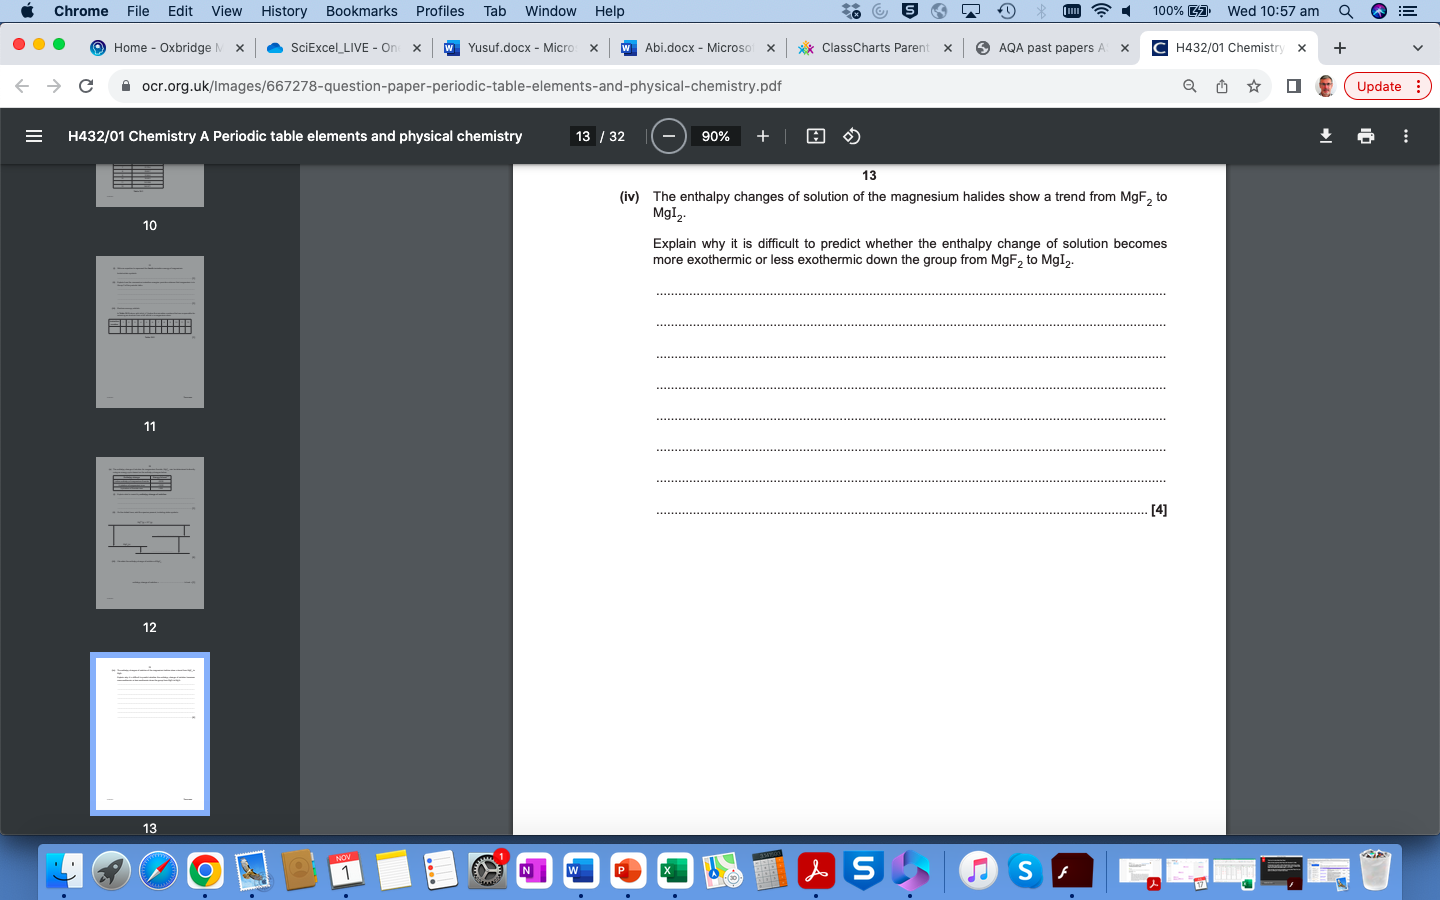 Chrome File Edit View History Bookmarks Profiles Tab Window Help 100% Wed 10:57 am
Home - Oxbridge M SciExcel_LIVE - On Yusuf.docx - Micro Abi.docx - Microso ClassCharts Parent AQA past papers A H432/01 Chemistry
ocr.org.uk/Images/667278-question-paper-periodic-table-elements-and-physical-chemistry.pdf Update
H432/01 Chemistry A Periodic table elements and physical chemistry 13 / 32 90%
10
11
12
13
13
(iv) The enthalpy changes of solution of the magnesium halides show a trend from MgF₂ to
MgI₂.
Explain why it is difficult to predict whether the enthalpy change of solution becomes
more exothermic or less exothermic down the group from MgF₂ to MgI₂.
[4]
NOV
1
1